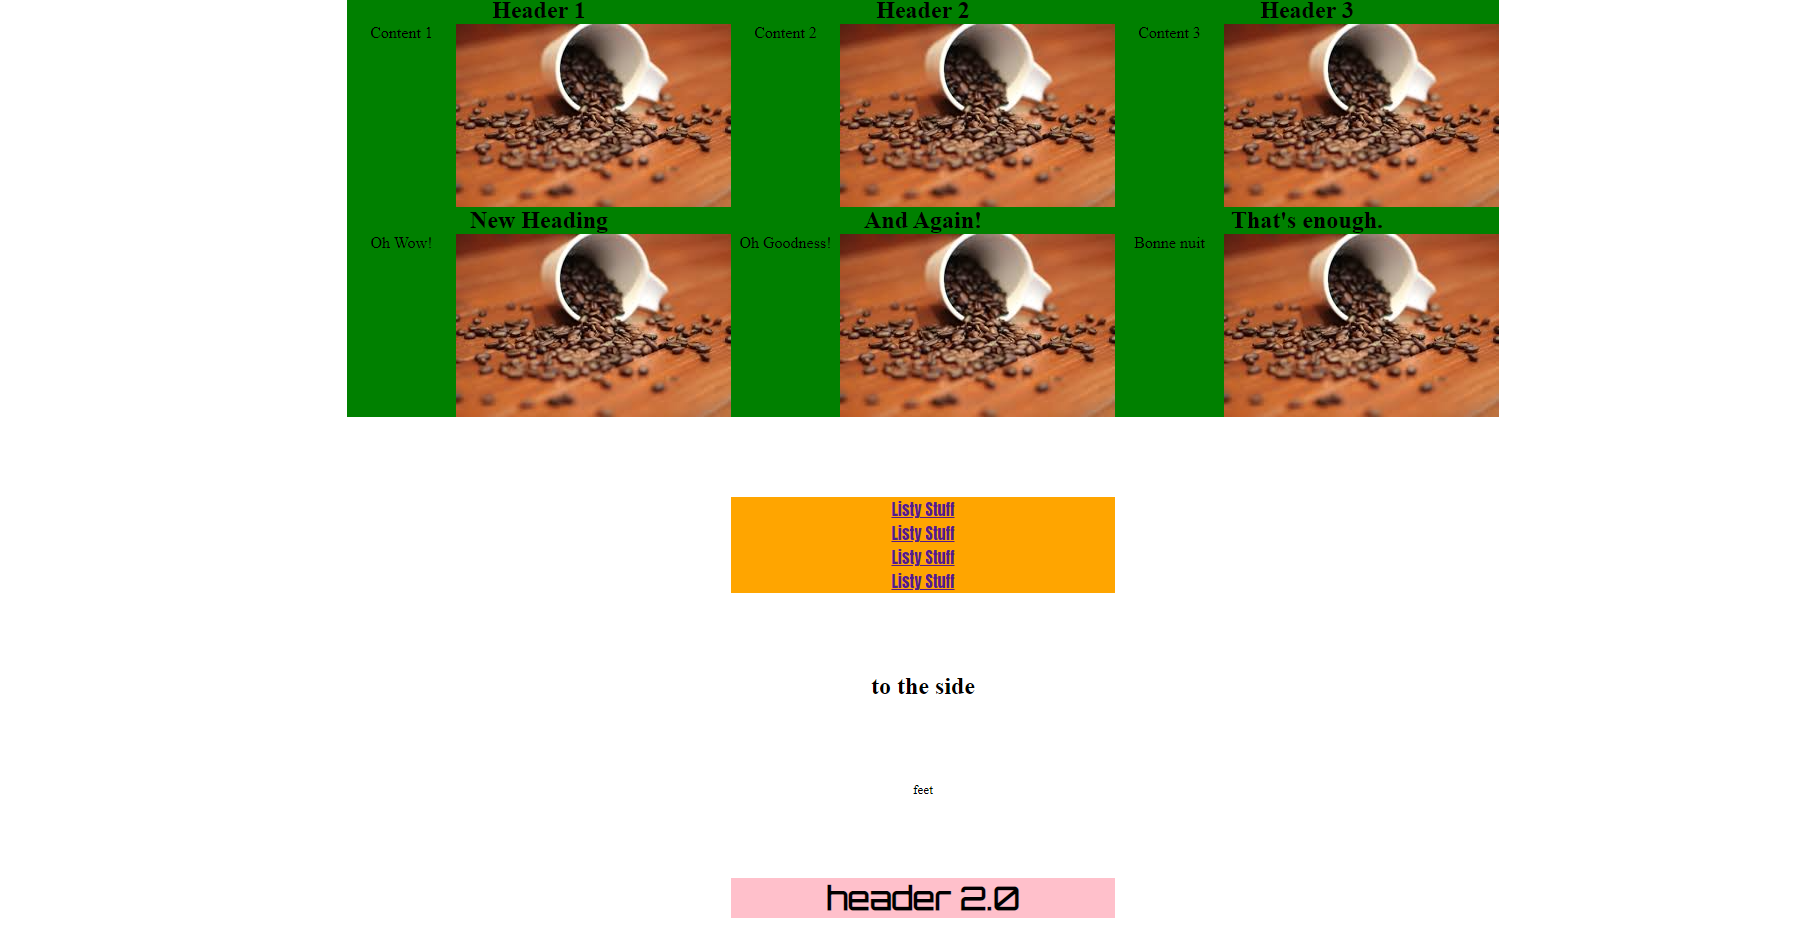 Header 1 Header 2 Header 3
Content 1 Content 2 Content 3
New Heading And Again! That's enough.
Oh Wow! Oh Goodness! Bonne nuit
Listy Stuff
Listy Stuff
Listy Stuff
Listy Stuff
to the side
feet
header 2.0